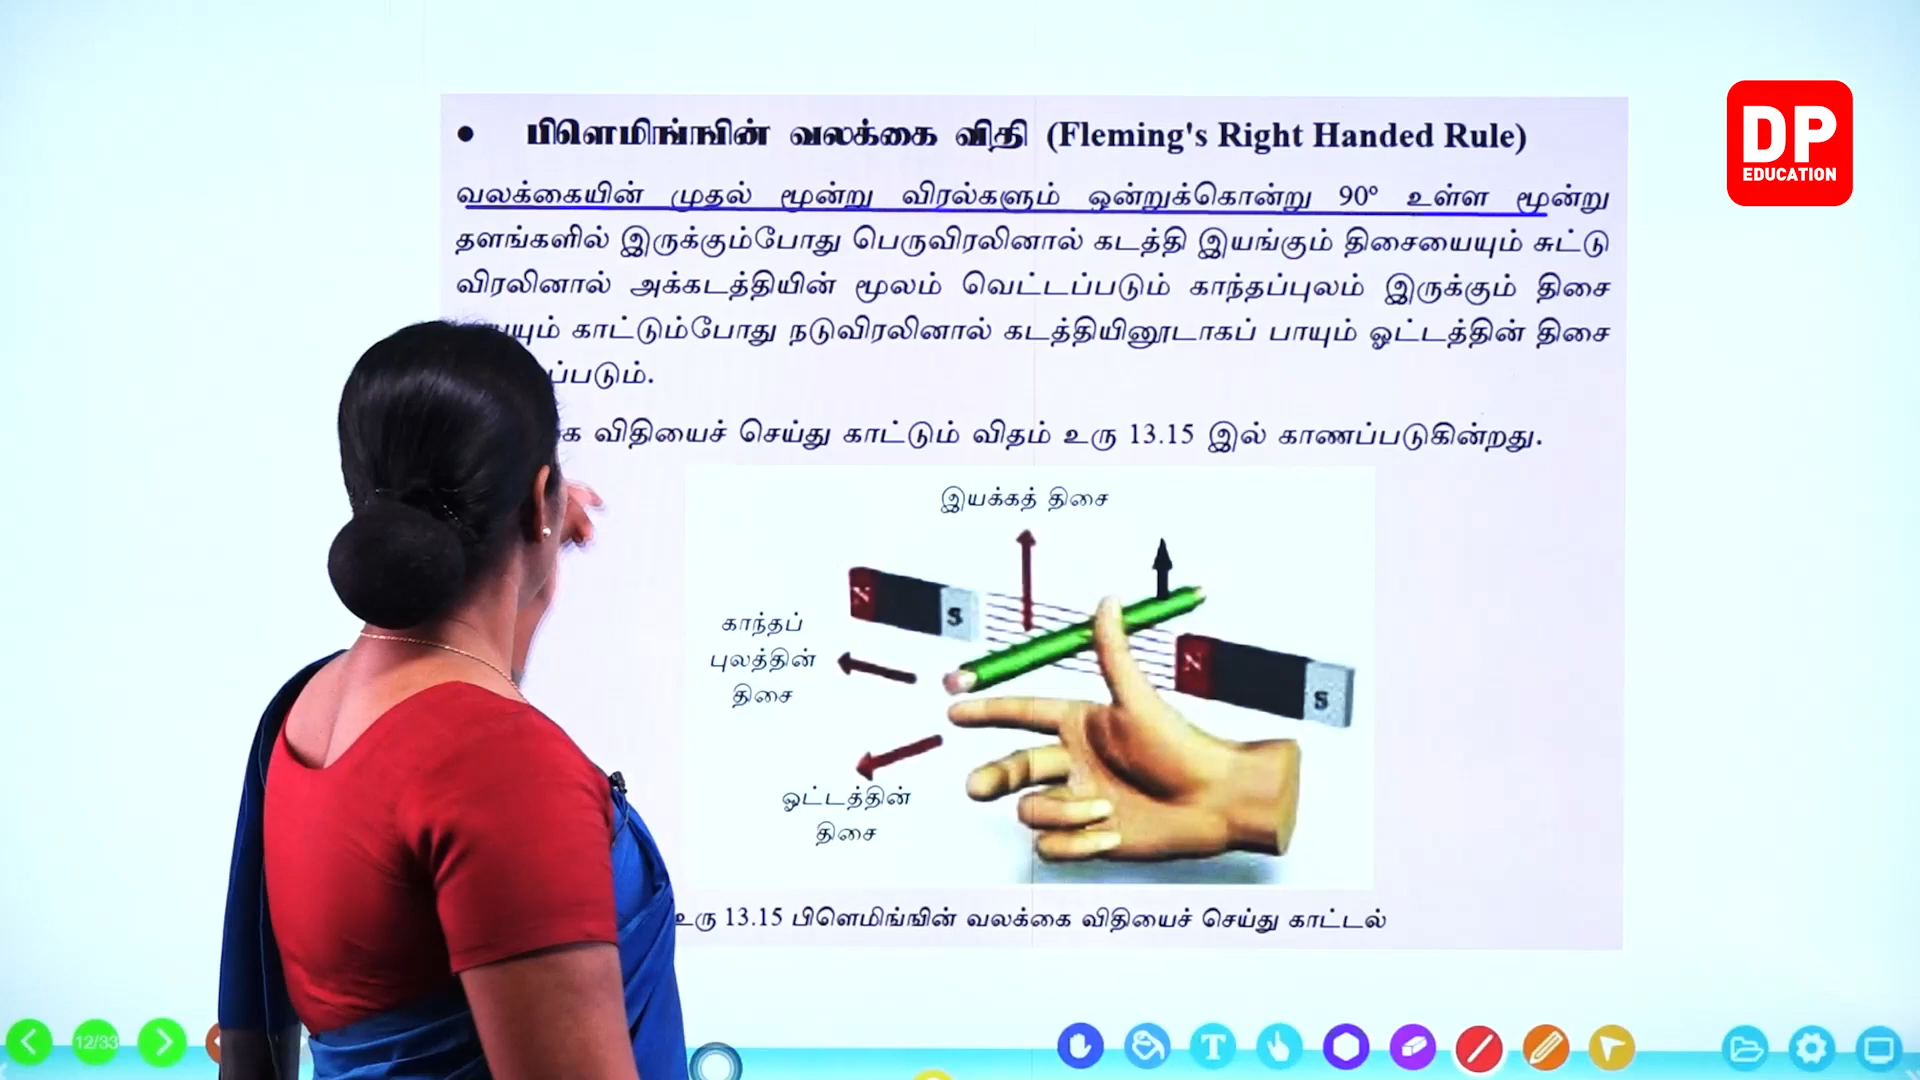 • பிளெமிங்ஙின் வலக்கை விதி (Fleming's Right Handed Rule)
வலக்கையின் முதல் மூன்று விரல்களும் ஒன்றுக்கொன்று 90° உள்ள மூன்று
தளங்களில் இருக்கும்போது பெருவிரலினால் கடத்தி இயங்கும் திசையையும் சுட்டு
விரலினால் அக்கடத்தியின் மூலம் வெட்டப்படும் காந்தப்புலம் இருக்கும் திசை
யும் காட்டும்போது நடுவிரலினால் கடத்தியினூடாகப் பாயும் ஓட்டத்தின் திசை
ப்படும்.
க விதியைச் செய்து காட்டும் விதம் உரு 13.15 இல் காணப்படுகின்றது.
இயக்கத் திசை
N
S
காந்தப்
புலத்தின்
திசை
N
S
ஓட்டத்தின்
திசை
உரு 13.15 பிளெமிங்ஙின் வலக்கை விதியைச் செய்து காட்டல்
DP
EDUCATION
12/33
T